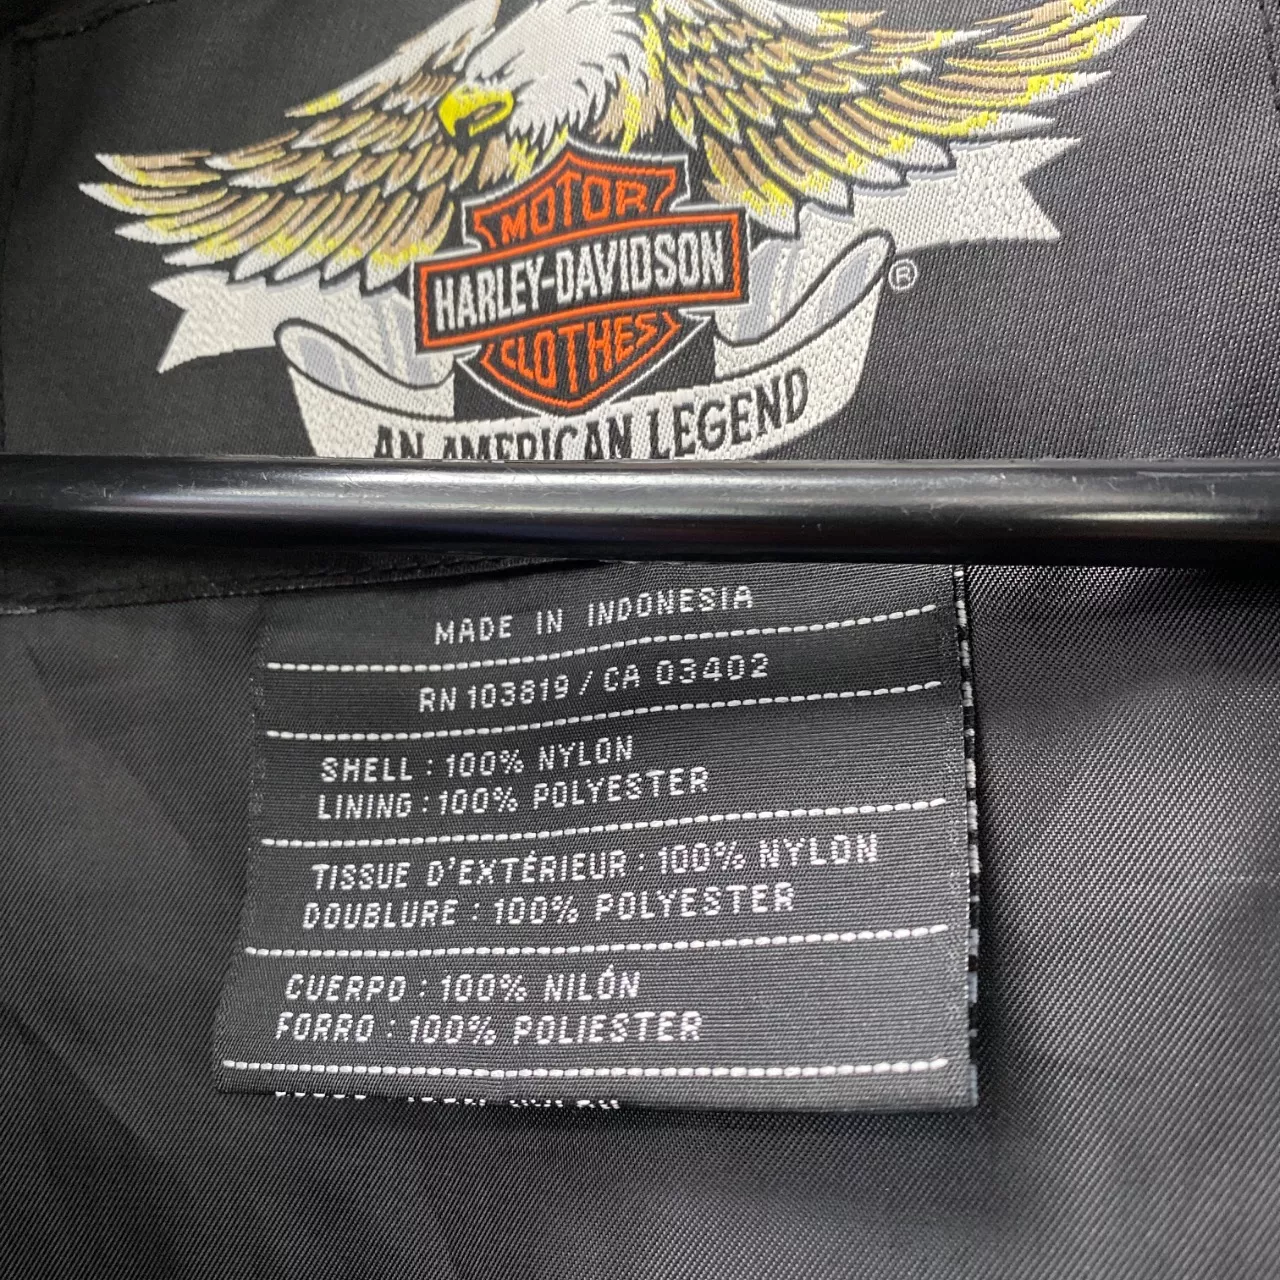 MOTOR
HARLEY-DAVIDSON
CLOTHES
®
AN AMERICAN LEGEND
MADE IN INDONESIA
RN 103819 / CA 03402
SHELL : 100% NYLON
LINING : 100% POLYESTER
TISSUE D'EXTÉRIEUR : 100% NYLON
DOUBLURE : 100% POLYESTER
CUERPO : 100% NILÓN
FORRO : 100% POLIESTER